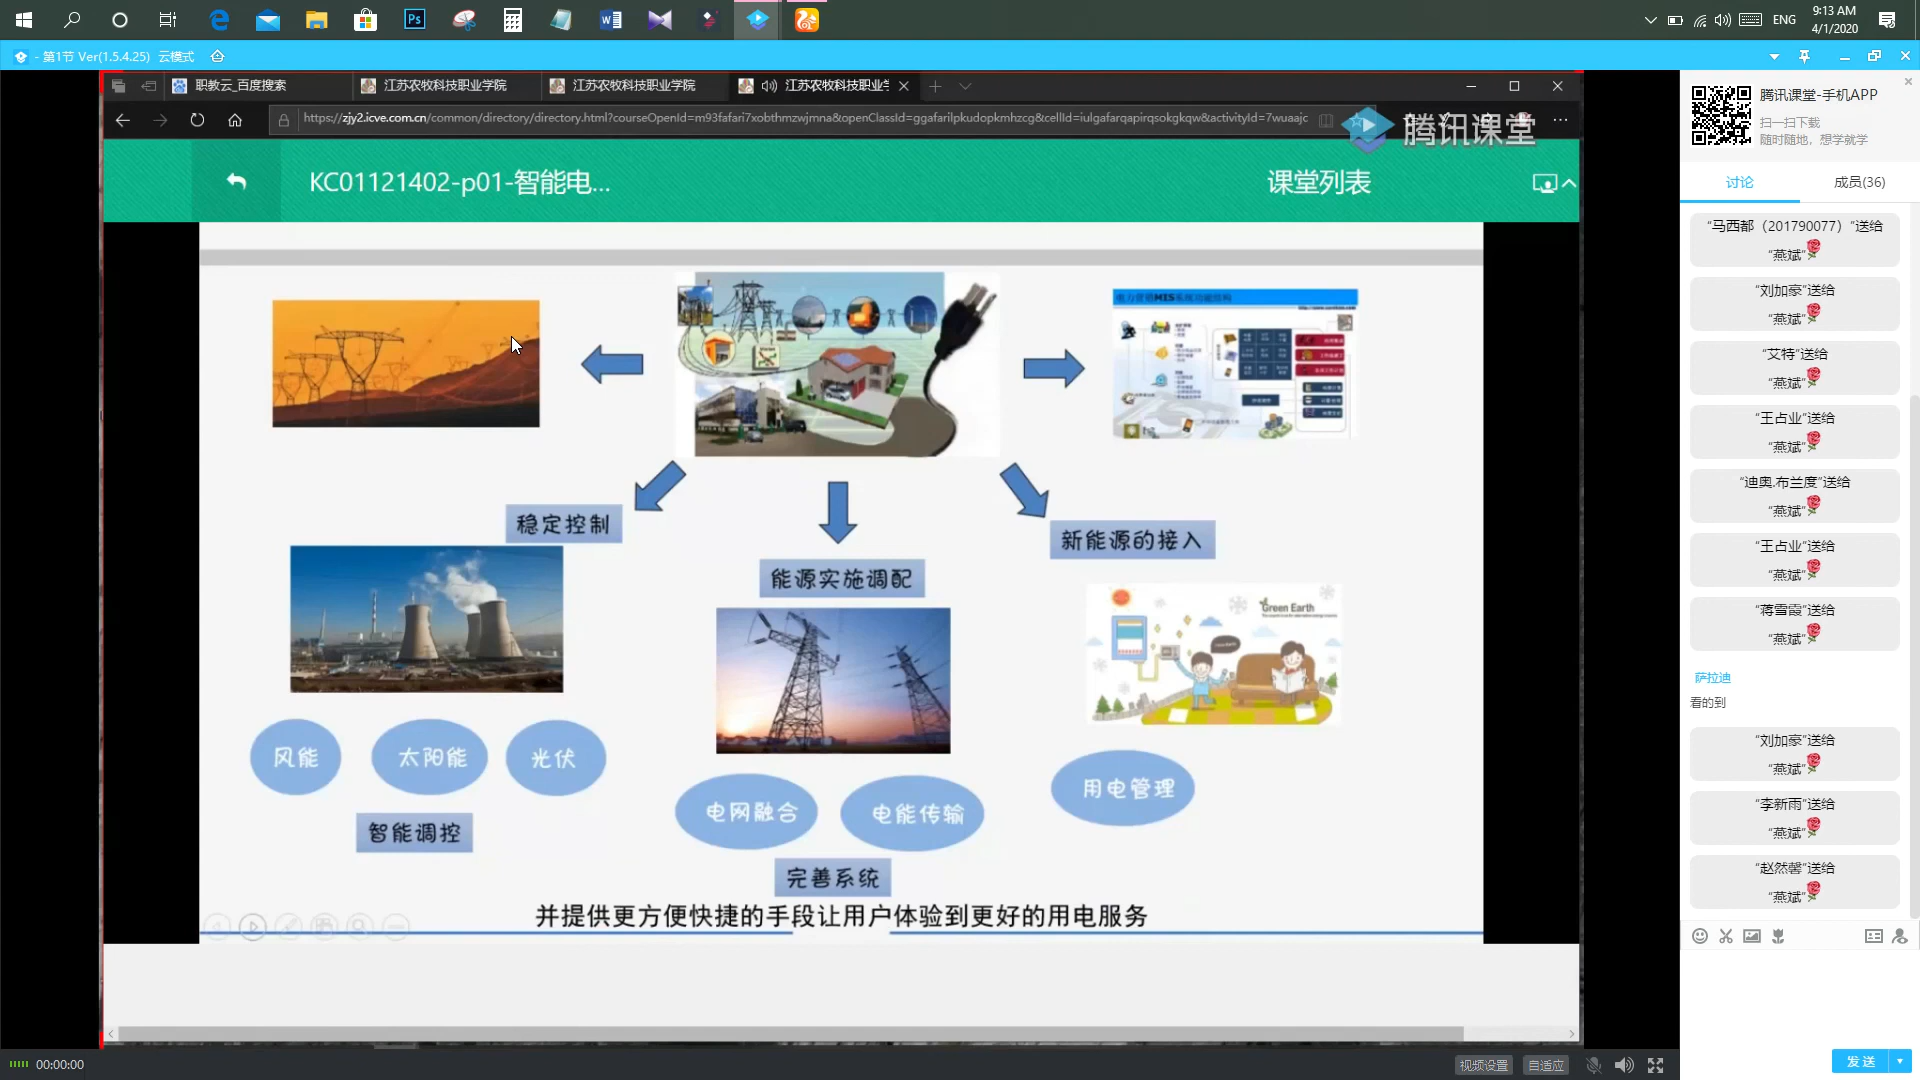 9:13 AM
ENG
4/1/2020
- 第1节 Ver(1.5.4.25) 云模式
职教云_百度搜索
江苏农牧科技职业学院
江苏农牧科技职业学院
江苏农牧科技职业学
https://zjy2.icve.com.cn/common/directory/directory.html?courseOpenId=m93fafari7xobthmzwjmna&openClassId=ggafarilpkudopkmhzcg&cellId=iulgafarqapirqsokgkqw&activityId=7wuaajc
腾讯课堂
KC01121402-p01-智能电...
课堂列表
电力营销MIS系统功能结构
稳定控制
能源实施调配
新能源的接入
Green Earth
风能
太阳能
光伏
智能调控
电网融合
电能传输
用电管理
完善系统
并提供更方便快捷的手段让用户体验到更好的用电服务
腾讯课堂-手机APP
扫一扫下载
随时随地，想学就学
讨论
成员(36)
“马西都（201790077）”送给
“燕斌”
“刘加豪”送给
“燕斌”
“艾特”送给
“燕斌”
“王占业”送给
“燕斌”
“迪奥.布兰度”送给
“燕斌”
“王占业”送给
“燕斌”
“蒋雪霞”送给
“燕斌”
萨拉迪
看的到
“刘加豪”送给
“燕斌”
“李新雨”送给
“燕斌”
“赵然馨”送给
“燕斌”
00:00:00
视频设置
自适应
发送